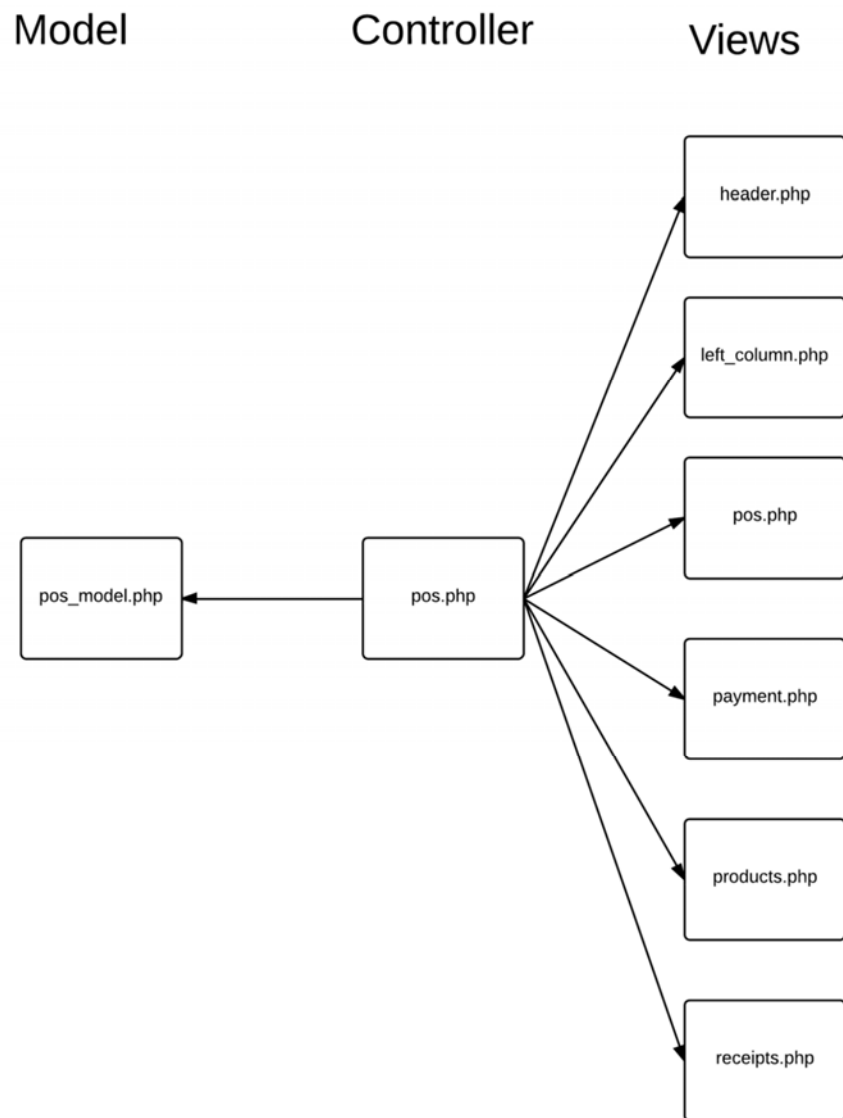 Model
Controller
Views
header.php
left_column.php
pos.php
pos_model.php
pos.php
payment.php
products.php
receipts.php